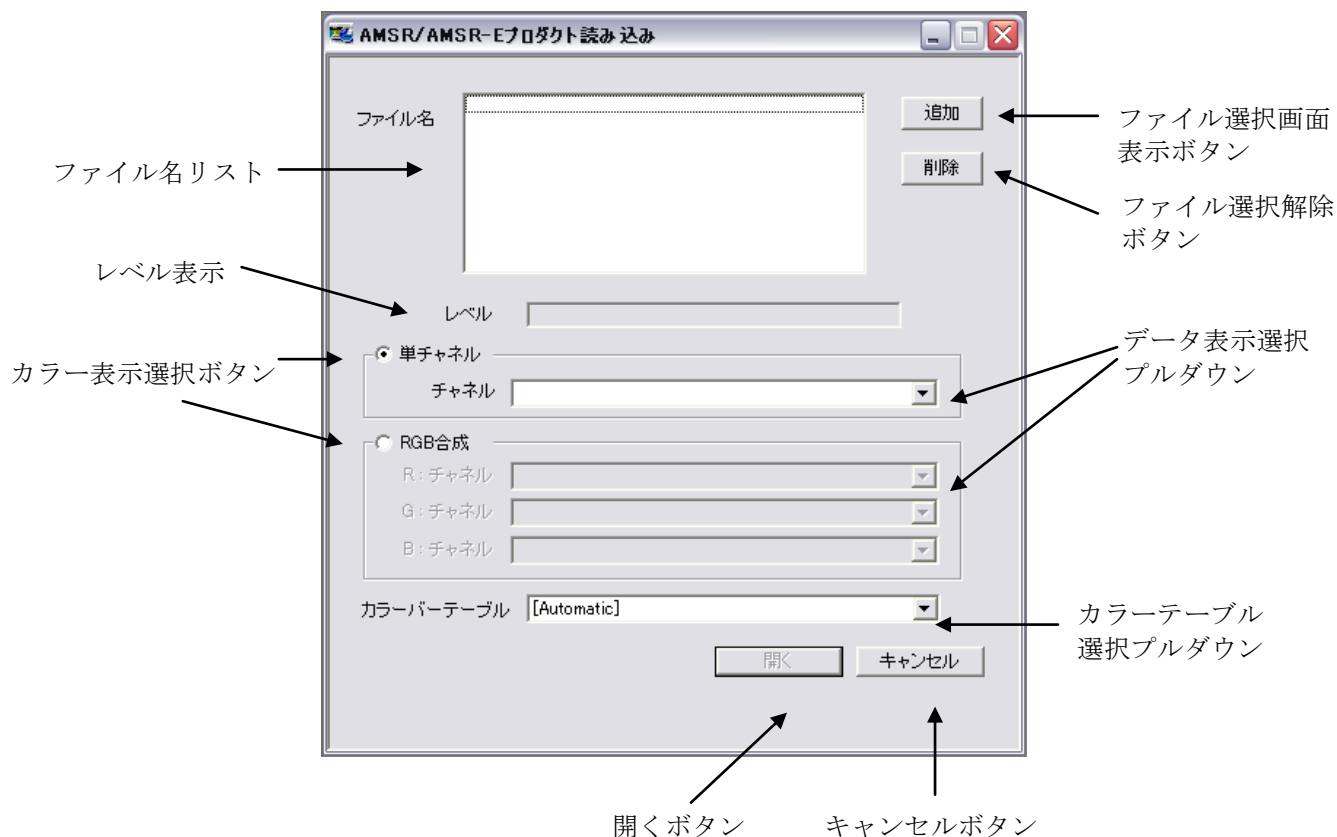 AMSR/AMSR-Eプロダクト読み込み
ファイル名
追加
ファイル選択画面
表示ボタン
ファイル名リスト
削除
ファイル選択解除
ボタン
レベル表示
レベル
カラー表示選択ボタン
単チャネル
チャネル
データ表示選択
プルダウン
RGB合成
R:チャネル
G:チャネル
B:チャネル
カラーバーテーブル [Automatic]
カラーテーブル
選択プルダウン
開く キャンセル
開くボタン キャンセルボタン